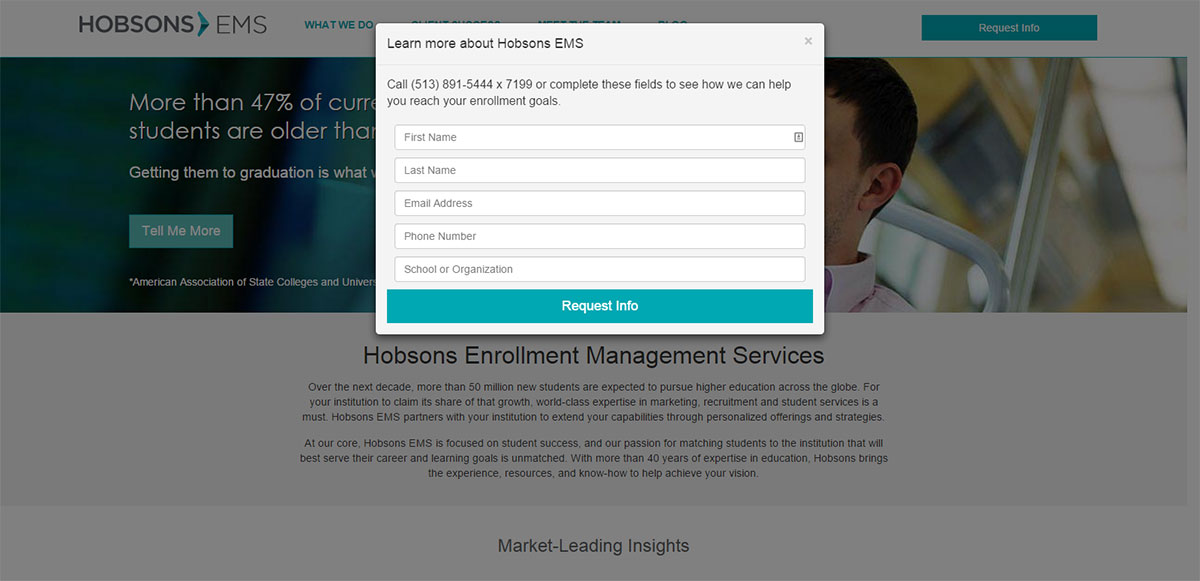 HOBSONS EMS
WHAT WE DO
CLIENT SUCCESS
MEET THE TEAM
BLOG
Request Info
Learn more about Hobsons EMS
×
Call (513) 891-5444 x 7199 or complete these fields to see how we can help
you reach your enrollment goals.
First Name
Last Name
Email Address
Phone Number
School or Organization
Request Info
More than 47% of curre
students are older than
Getting them to graduation is what w
Tell Me More
*American Association of State Colleges and Univers
Hobsons Enrollment Management Services
Over the next decade, more than 50 million new students are expected to pursue higher education across the globe. For
your institution to claim its share of that growth, world-class expertise in marketing, recruitment and student services is a
must. Hobsons EMS partners with your institution to extend your capabilities through personalized offerings and strategies.
At our core, Hobsons EMS is focused on student success, and our passion for matching students to the institution that will
best serve their career and learning goals is unmatched. With more than 40 years of expertise in education, Hobsons brings
the experience, resources, and know-how to help achieve your vision.
Market-Leading Insights